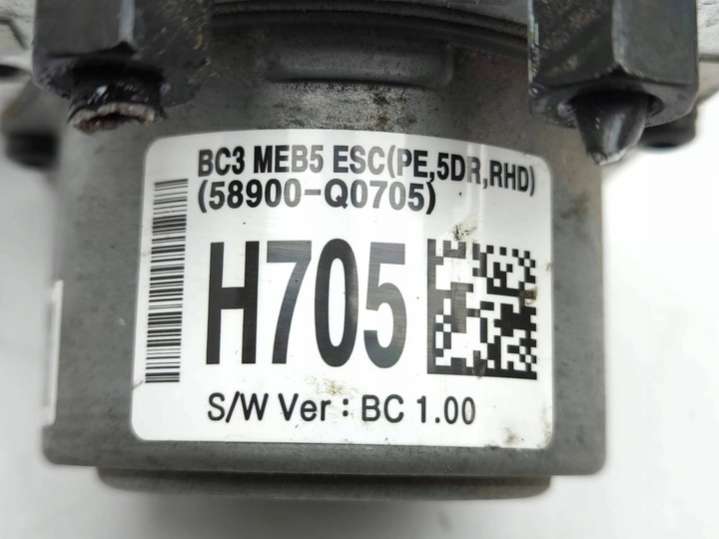 BC3 MEB5 ESC(PE,5DR,RHD)
(58900-Q0705)
H705
S/W Ver : BC 1.00